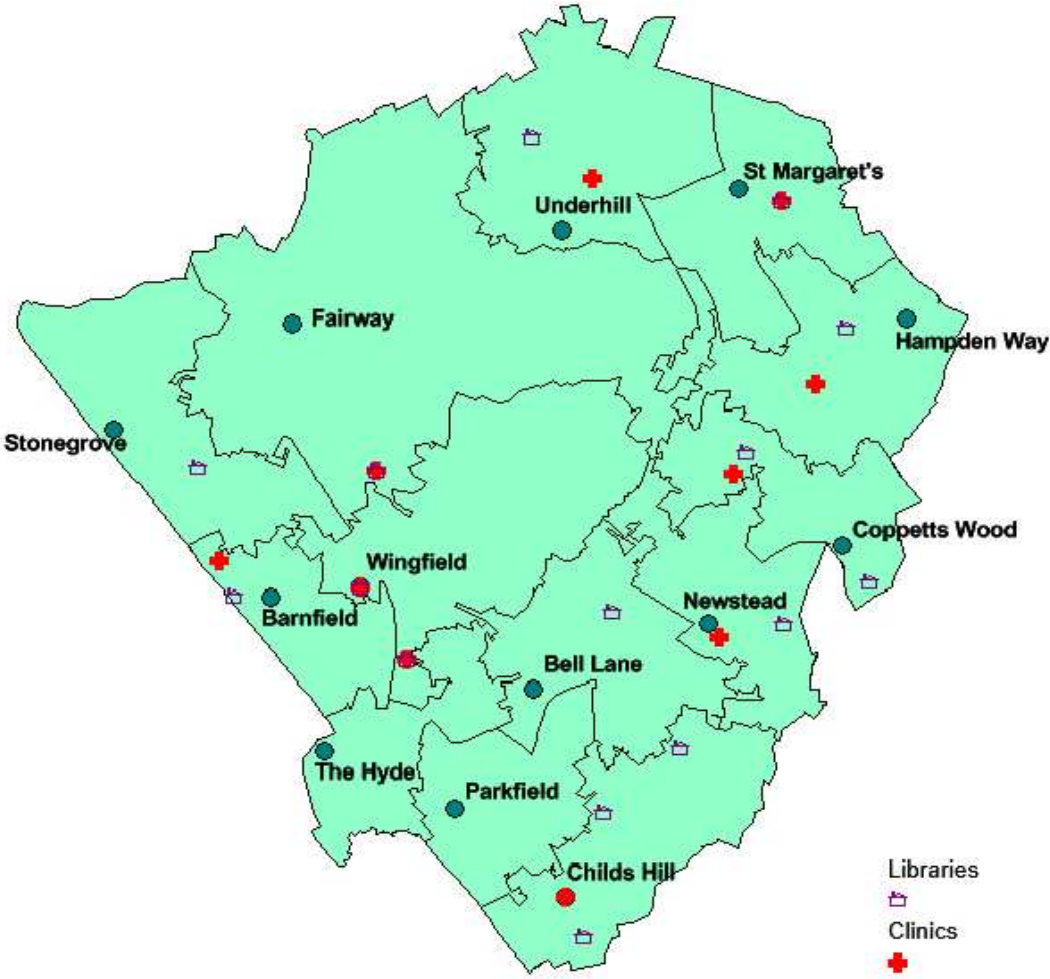 St Margaret's
Underhill
Fairway
Hampden Way
Stonegrove
Coppetts Wood
Wingfield
Newstead
Barnfield
Bell Lane
The Hyde
Parkfield
Childs Hill
Libraries
Clinics